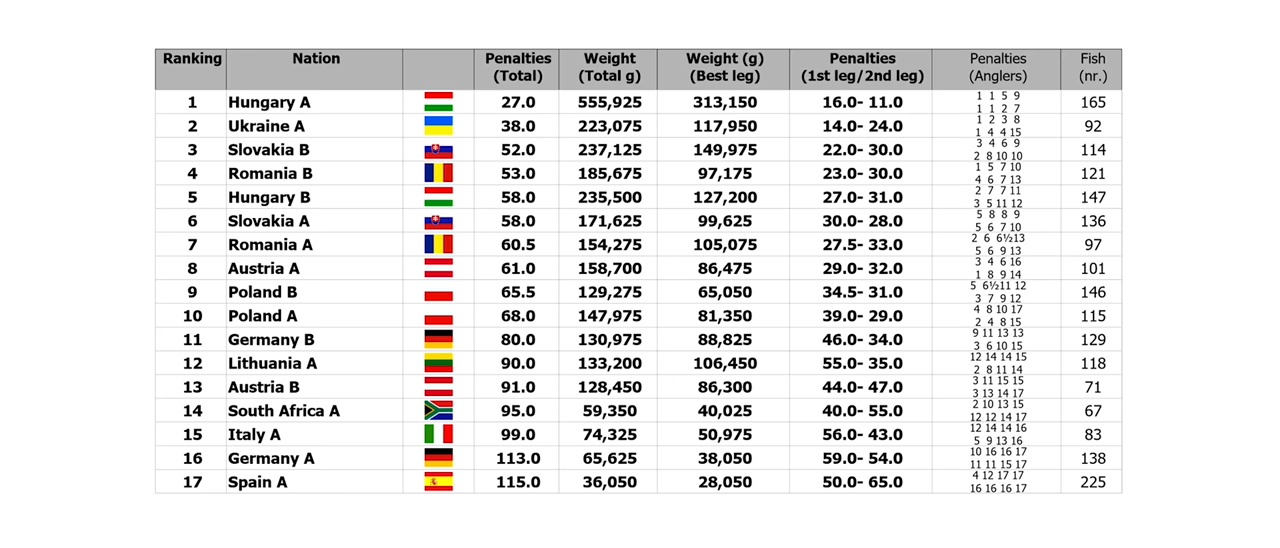 Ranking Nation Penalties (Total) Weight (Total g) Weight (g) (Best leg) Penalties (1st leg/2nd leg) Penalties (Anglers) Fish (nr.)
1 Hungary A 27.0 555,925 313,150 16.0- 11.0 1 1 5 9 1 1 2 7 165
2 Ukraine A 38.0 223,075 117,950 14.0- 24.0 1 2 3 8 1 4 4 15 92
3 Slovakia B 52.0 237,125 149,975 22.0- 30.0 3 4 6 9 2 8 10 10 114
4 Romania B 53.0 185,675 97,175 23.0- 30.0 1 5 7 10 4 6 7 13 121
5 Hungary B 58.0 235,500 127,200 27.0- 31.0 2 7 7 11 3 5 11 12 147
6 Slovakia A 58.0 171,625 99,625 30.0- 28.0 5 8 8 9 5 6 7 10 136
7 Romania A 60.5 154,275 105,075 27.5- 33.0 2 6 6½13 5 6 9 13 97
8 Austria A 61.0 158,700 86,475 29.0- 32.0 3 4 6 16 1 8 9 14 101
9 Poland B 65.5 129,275 65,050 34.5- 31.0 5 6½11 12 3 7 9 12 146
10 Poland A 68.0 147,975 81,350 39.0- 29.0 4 8 10 17 2 4 8 15 115
11 Germany B 80.0 130,975 88,825 46.0- 34.0 9 11 13 13 3 6 10 15 129
12 Lithuania A 90.0 133,200 106,450 55.0- 35.0 12 14 14 15 2 8 11 14 118
13 Austria B 91.0 128,450 86,300 44.0- 47.0 3 11 15 15 3 13 14 17 71
14 South Africa A 95.0 59,350 40,025 40.0- 55.0 2 10 13 15 12 12 14 17 67
15 Italy A 99.0 74,325 50,975 56.0- 43.0 12 14 14 16 5 9 13 16 83
16 Germany A 113.0 65,625 38,050 59.0- 54.0 10 16 16 17 11 11 15 17 138
17 Spain A 115.0 36,050 28,050 50.0- 65.0 4 12 17 17 16 16 16 17 225